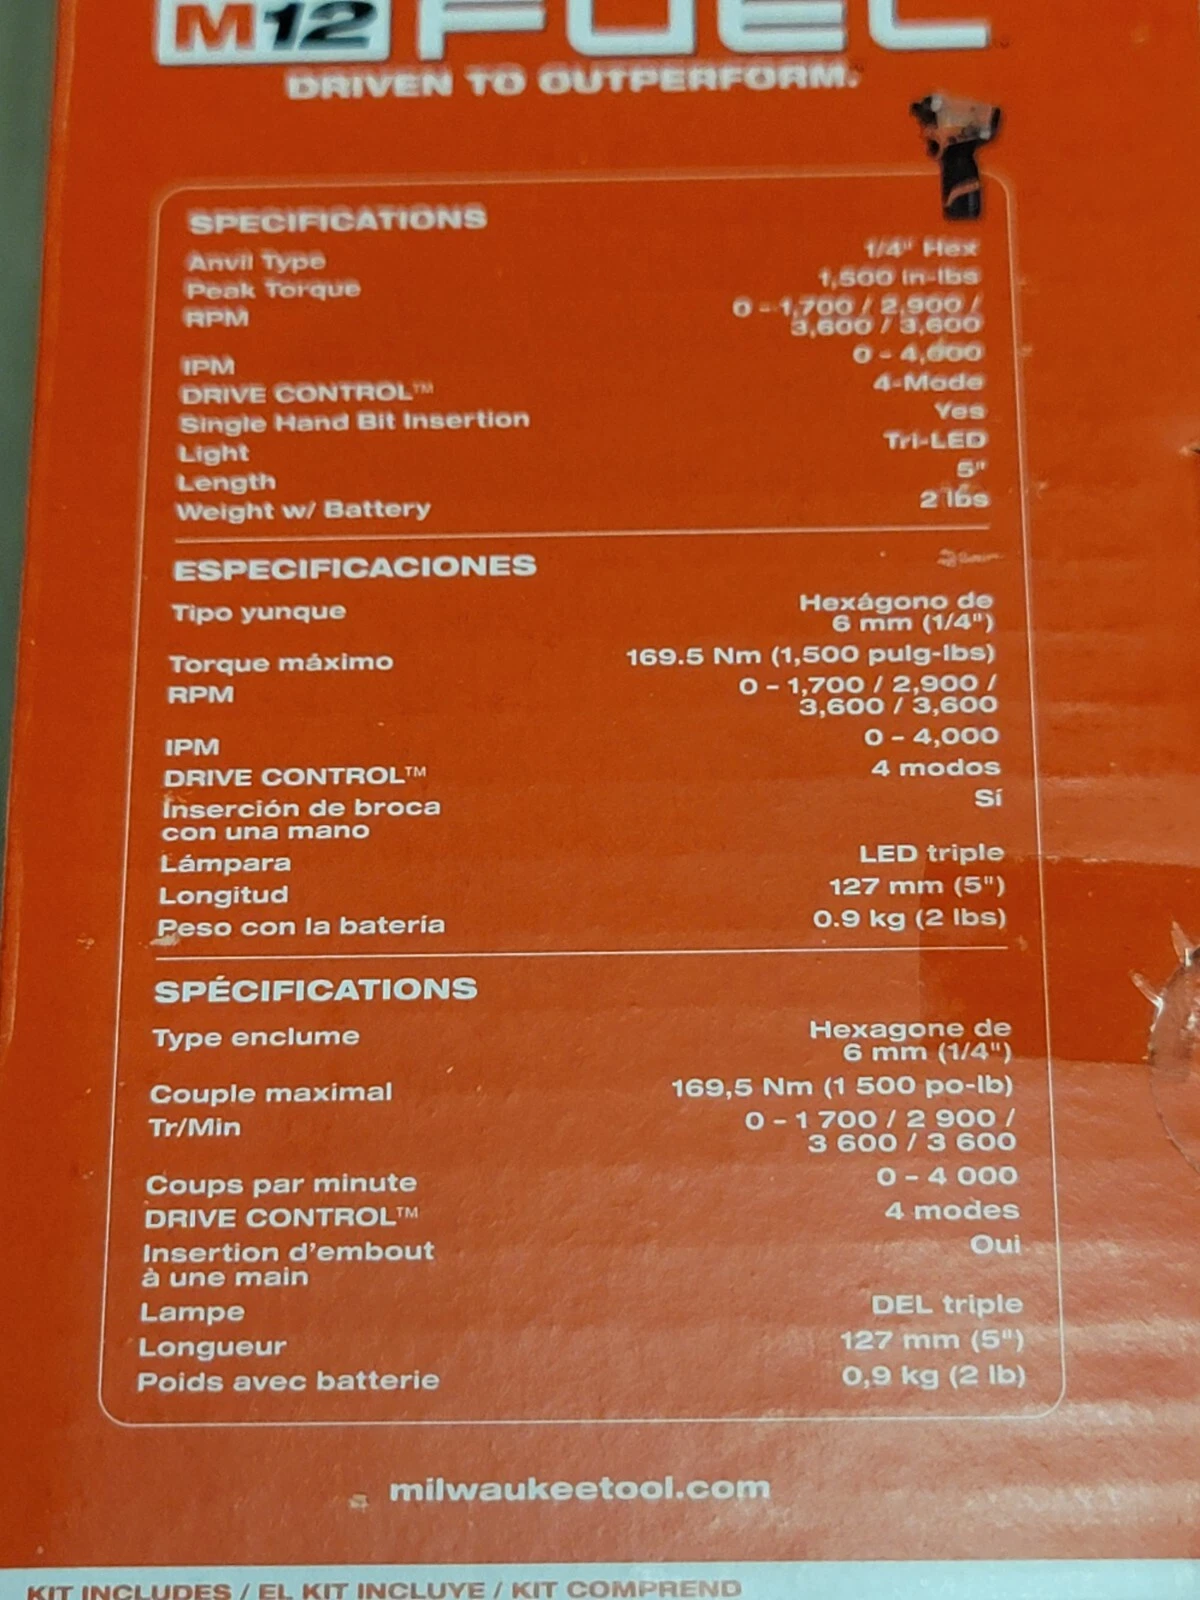 M12 FUEL
DRIVEN TO OUTPERFORM.™
SPECIFICATIONS
Anvil Type 1/4" Hex
Peak Torque 1,500 in-lbs
RPM 0 - 1,700 / 2,900 /
3,600 / 3,600
IPM 0 - 4,000
DRIVE CONTROL™ 4-Mode
Single Hand Bit Insertion Yes
Light Tri-LED
Length 5"
Weight w/ Battery 2 lbs
ESPECIFICACIONES
Tipo yunque Hexágono de
6 mm (1/4")
Torque máximo 169.5 Nm (1,500 pulg-lbs)
RPM 0 - 1,700 / 2,900 /
3,600 / 3,600
IPM 0 - 4,000
DRIVE CONTROL™ 4 modos
Inserción de broca Sí
con una mano
Lámpara LED triple
Longitud 127 mm (5")
Peso con la batería 0.9 kg (2 lbs)
SPÉCIFICATIONS
Type enclume Hexagone de
6 mm (1/4")
Couple maximal 169,5 Nm (1 500 po-lb)
Tr/Min 0 - 1 700 / 2 900 /
3 600 / 3 600
Coups par minute 0 - 4 000
DRIVE CONTROL™ 4 modes
Insertion d'embout Oui
à une main
Lampe DEL triple
Longueur 127 mm (5")
Poids avec batterie 0,9 kg (2 lb)
milwaukeetool.com
KIT INCLUDES / EL KIT INCLUYE / KIT COMPREND